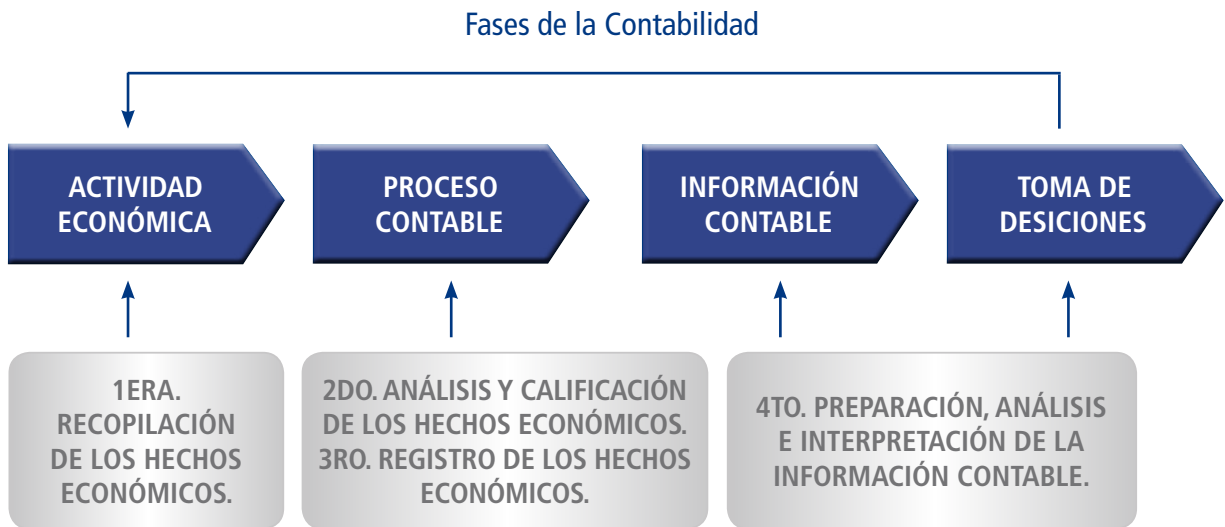 Fases de la Contabilidad
ACTIVIDAD
ECONÓMICA
PROCESO
CONTABLE
INFORMACIÓN
CONTABLE
TOMA DE
DESICIONES
1ERA.
RECOPILACIÓN
DE LOS HECHOS
ECONÓMICOS.
2DO. ANÁLISIS Y CALIFICACIÓN
DE LOS HECHOS ECONÓMICOS.
3RO. REGISTRO DE LOS HECHOS
ECONÓMICOS.
4TO. PREPARACIÓN, ANÁLISIS
E INTERPRETACIÓN DE LA
INFORMACIÓN CONTABLE.